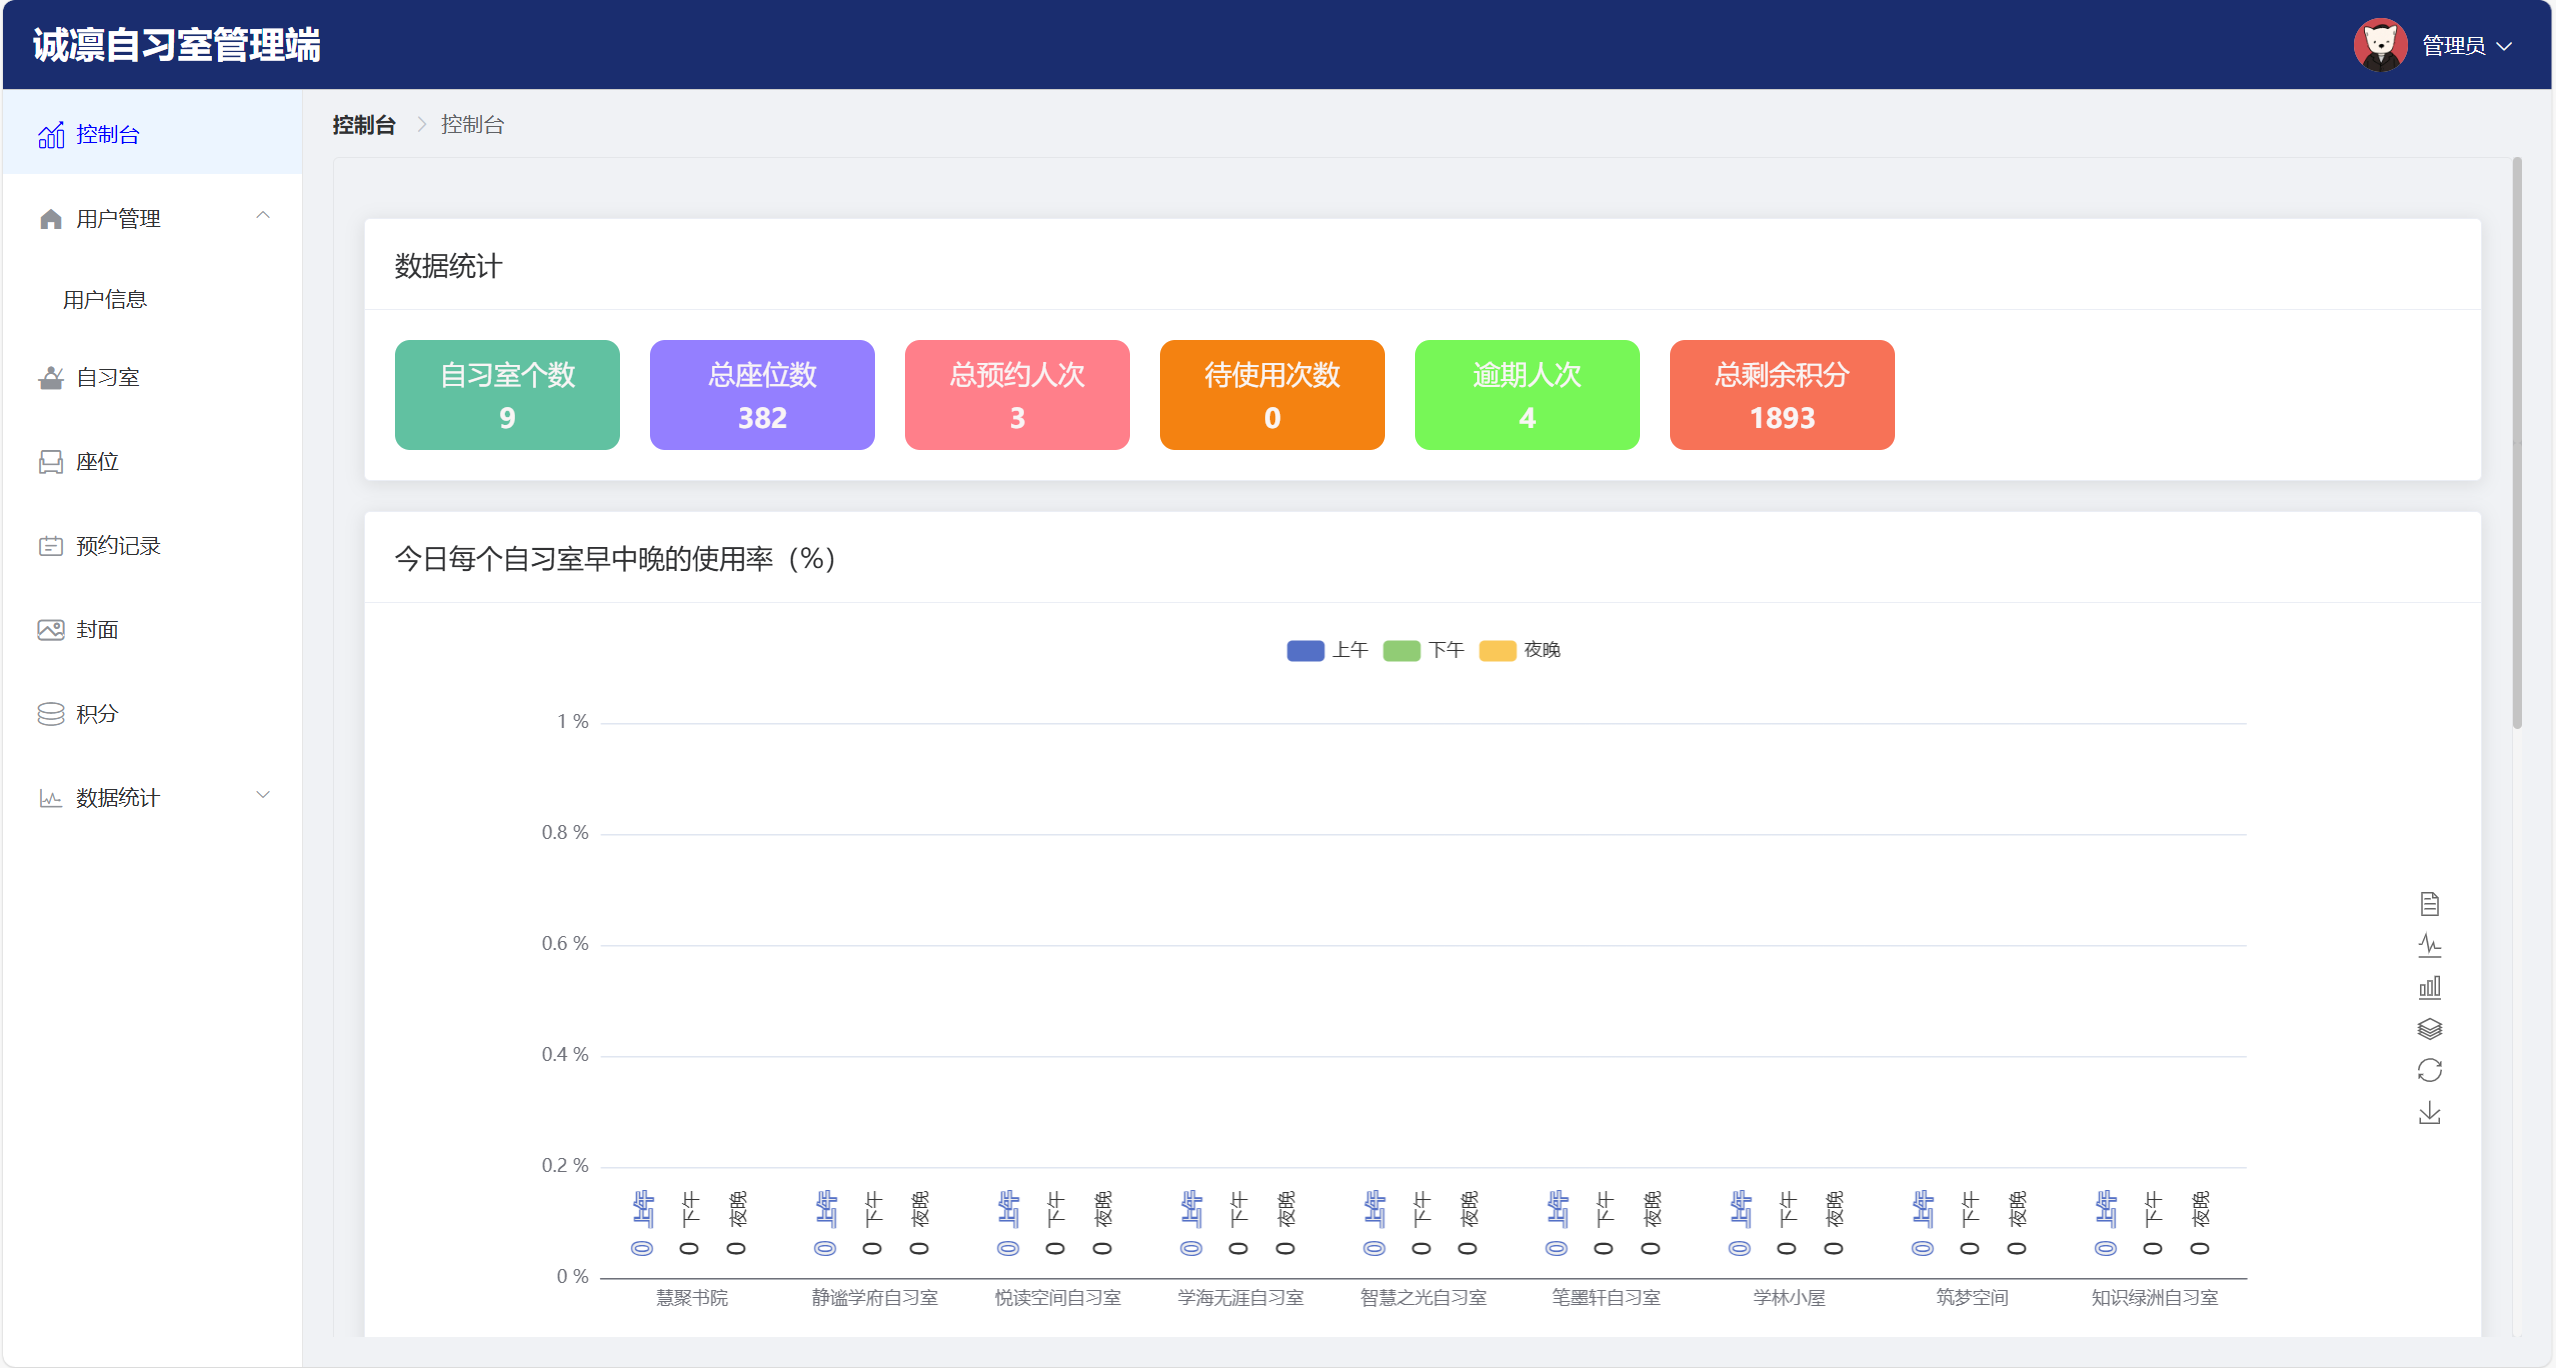 诚凛自习室管理端
管理员
控制台
用户管理
用户信息
自习室
座位
预约记录
封面
积分
数据统计
控制台 控制台
数据统计
自习室个数 总座位数 总预约人次 待使用次数 逾期人次 总剩余积分
9 382 3 0 4 1893
今日每个自习室早中晚的使用率（%）
上午 下午 夜晚
1 %
0.8 %
0.6 %
0.4 %
0.2 %
0 上午 0 下午 0 夜晚 0 上午 0 下午 0 夜晚 0 上午 0 下午 0 夜晚 0 上午 0 下午 0 夜晚 0 上午 0 下午 0 夜晚 0 上午 0 下午 0 夜晚 0 上午 0 下午 0 夜晚 0 上午 0 下午 0 夜晚 0 上午 0 下午 0 夜晚
0 %
慧聚书院 静谧学府自习室 悦读空间自习室 学海无涯自习室 智慧之光自习室 笔墨轩自习室 学林小屋 筑梦空间 知识绿洲自习室